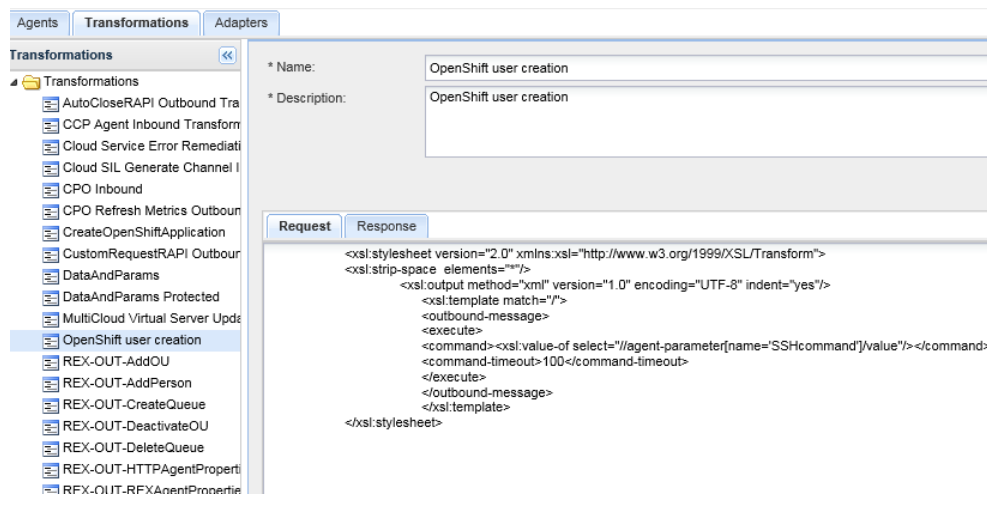 Agents
Transformations
Adapters
Transformations
Transformations
AutoCloseRAPI Outbound Tra
CCP Agent Inbound Transform
Cloud Service Error Remediati
Cloud SIL Generate Channel I
CPO Inbound
CPO Refresh Metrics Outboun
CreateOpenShiftApplication
CustomRequestRAPI Outbour
DataAndParams
DataAndParams Protected
MultiCloud Virtual Server Upda
OpenShift user creation
REX-OUT-AddOU
REX-OUT-AddPerson
REX-OUT-CreateQueue
REX-OUT-DeactivateOU
REX-OUT-DeleteQueue
REX-OUT-HTTPAgentProperti
REX-OUT-REXAgentPropertie
* Name:
OpenShift user creation
* Description:
OpenShift user creation
Request
Response
<xsl:stylesheet version="2.0" xmlns:xsl="http://www.w3.org/1999/XSL/Transform">
<xsl:strip-space elements="*"/>
<xsl:output method="xml" version="1.0" encoding="UTF-8" indent="yes"/>
<xsl:template match="/">
<outbound-message>
<execute>
<command><xsl:value-of select="//agent-parameter[name='SSHcommand']/value"/></command>
<command-timeout>100</command-timeout>
</execute>
</outbound-message>
</xsl:template>
</xsl:stylesheet>